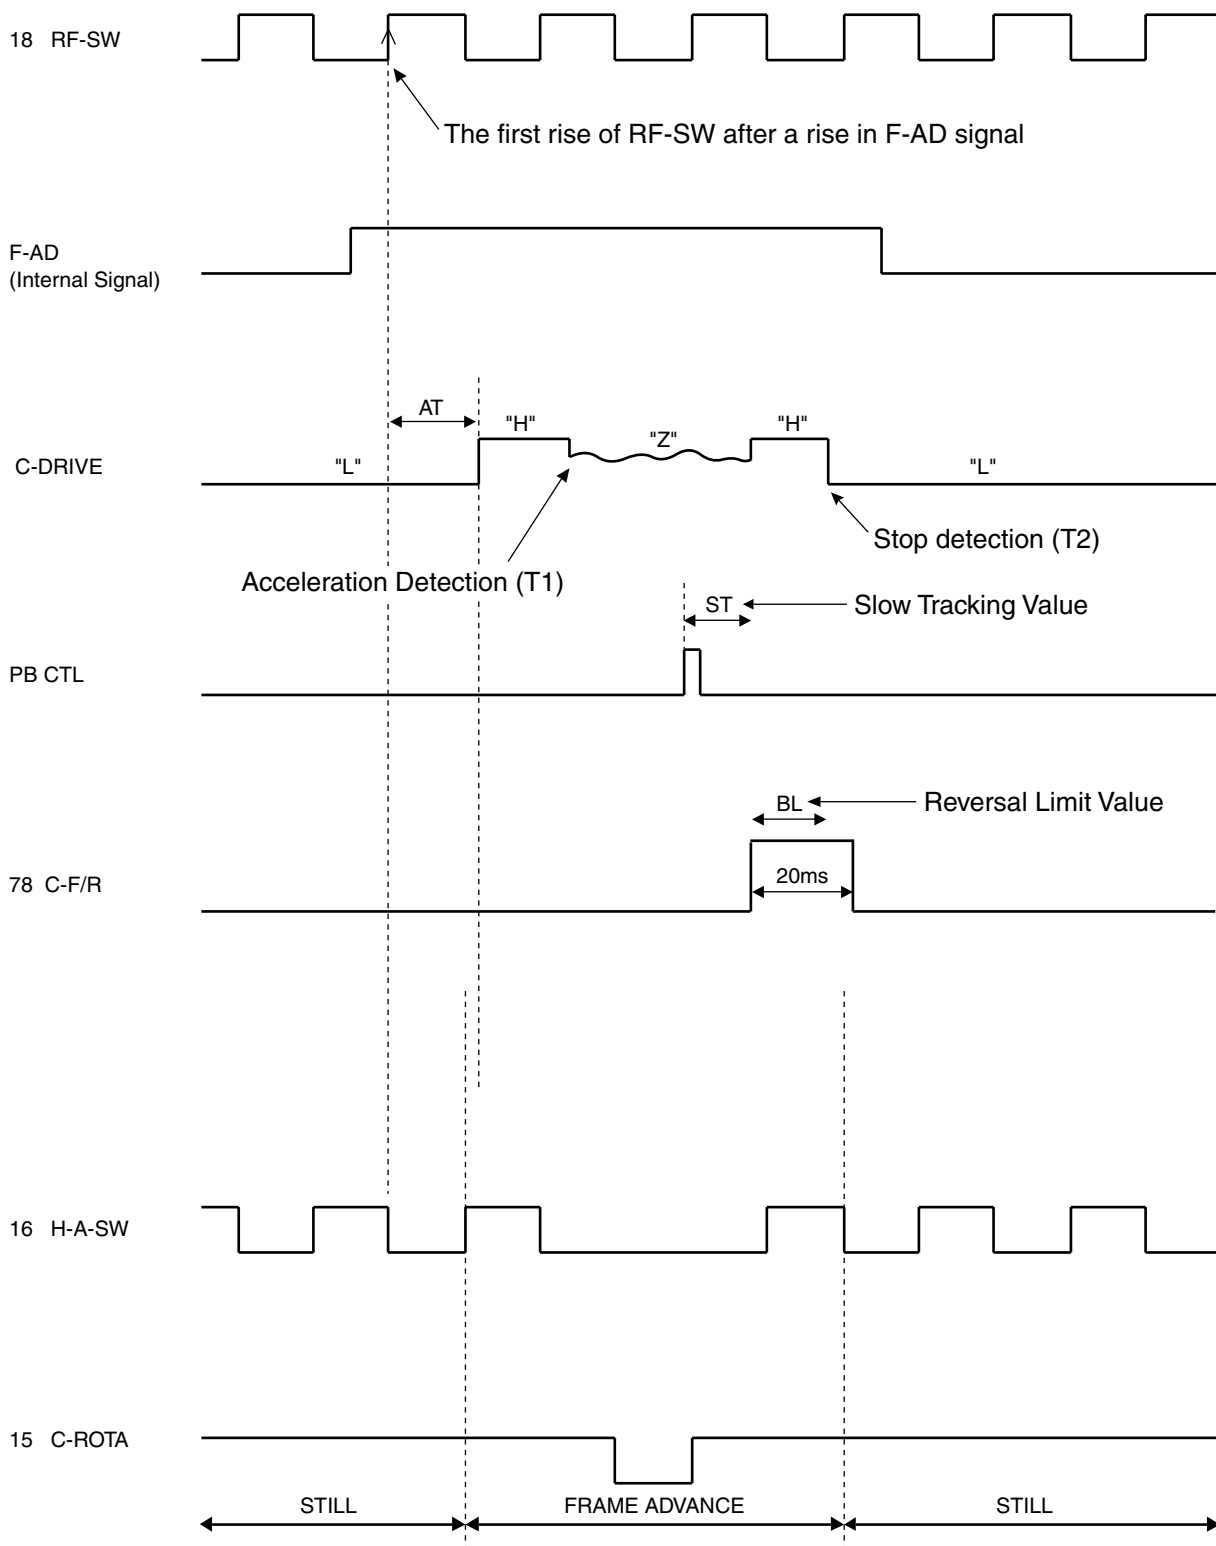 18 RF-SW
The first rise of RF-SW after a rise in F-AD signal
F-AD
(Internal Signal)
AT
"H"
"Z"
"H"
C-DRIVE
"L"
"L"
Stop detection (T2)
Acceleration Detection (T1)
ST
Slow Tracking Value
PB CTL
BL
Reversal Limit Value
78 C-F/R
20ms
16 H-A-SW
15 C-ROTA
STILL
FRAME ADVANCE
STILL